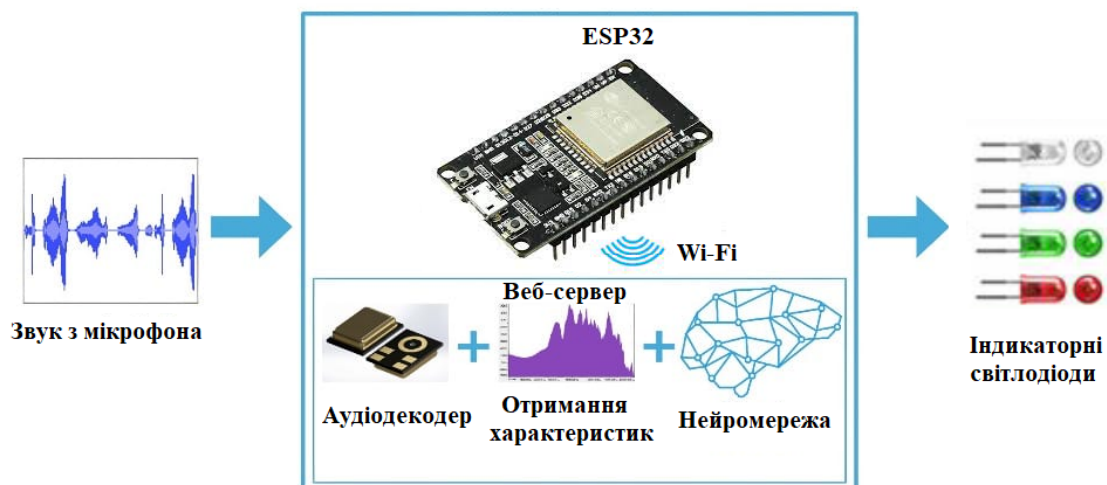 ESP32
Wi-Fi
Звук з мікрофона
Веб-сервер
Аудіодекодер
Отримання
характеристик
Нейромережа
Індикаторні
світлодіоди